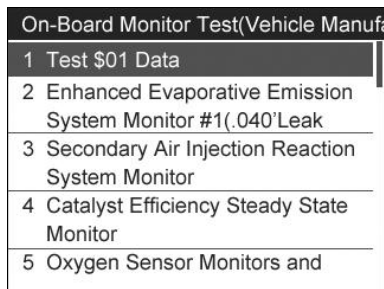 On-Board Monitor Test(Vehicle Manufa
1 Test $01 Data
2 Enhanced Evaporative Emission
System Monitor #1(.040'Leak
3 Secondary Air Injection Reaction
System Monitor
4 Catalyst Efficiency Steady State
Monitor
5 Oxygen Sensor Monitors and